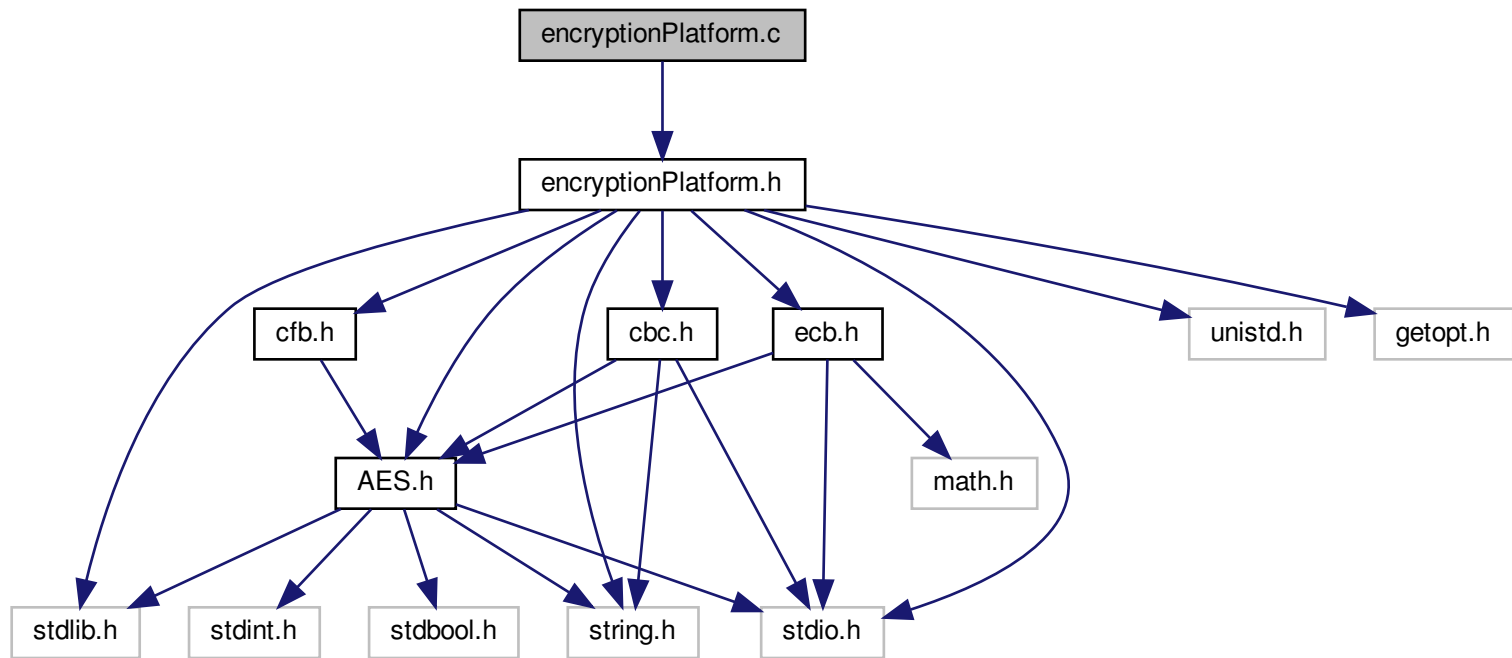 encryptionPlatform.c
encryptionPlatform.h
cfb.h
cbc.h
ecb.h
unistd.h
getopt.h
AES.h
math.h
stdlib.h
stdint.h
stdbool.h
string.h
stdio.h